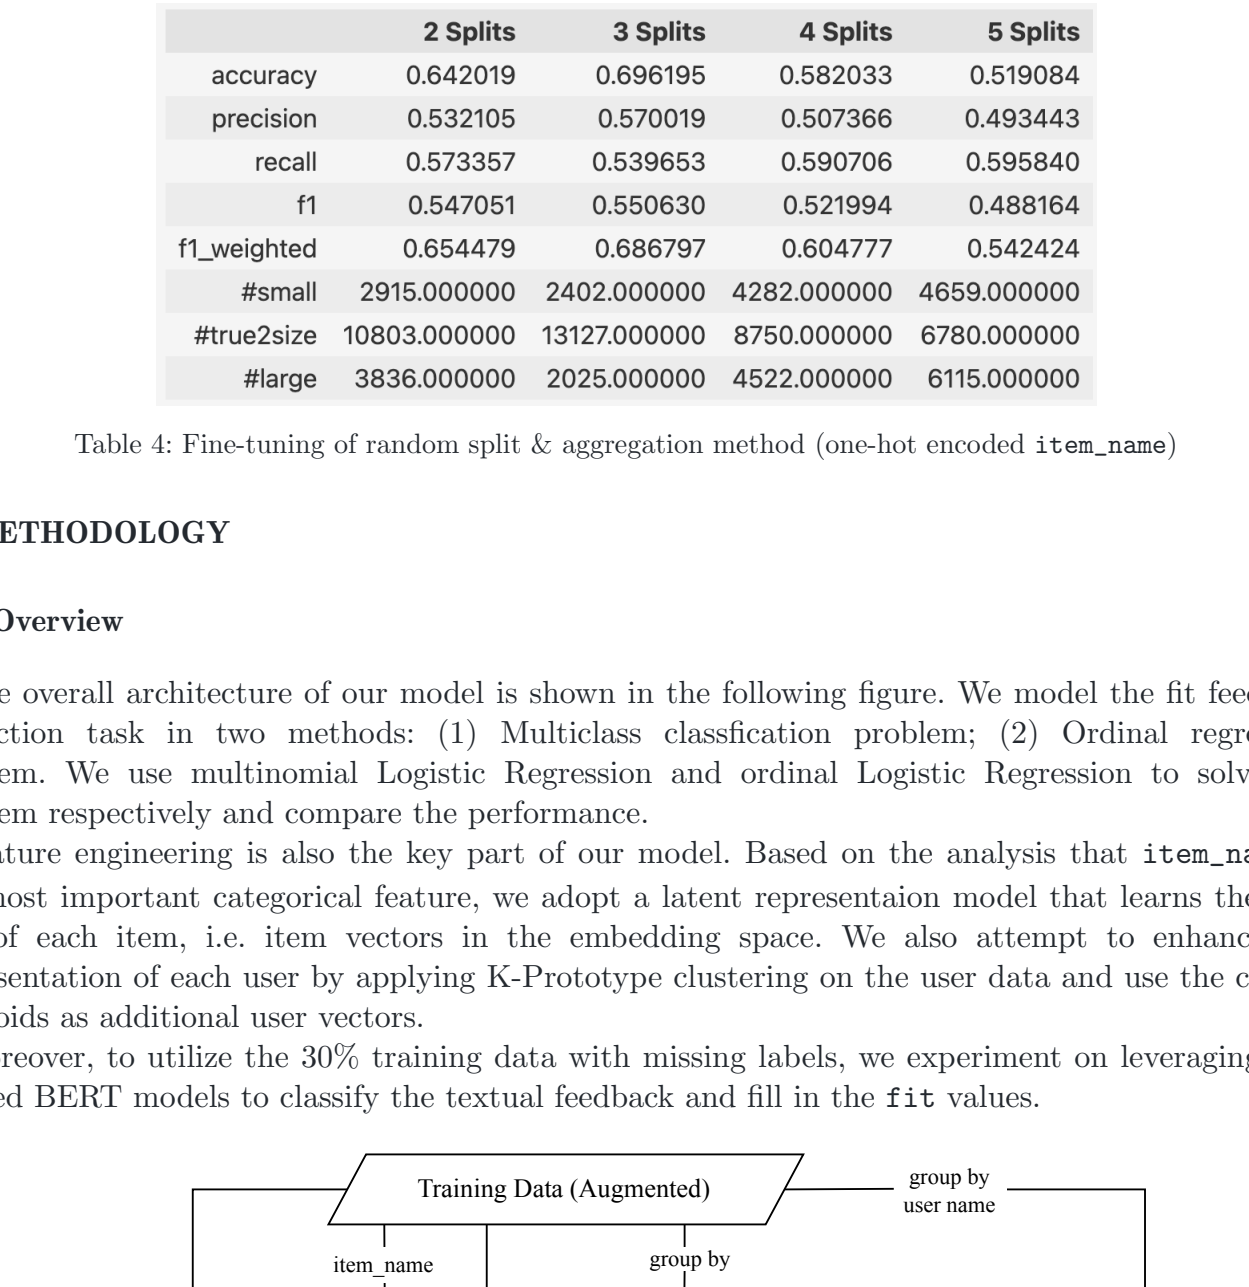 2 Splits 3 Splits 4 Splits 5 Splits
accuracy 0.642019 0.696195 0.582033 0.519084
precision 0.532105 0.570019 0.507366 0.493443
recall 0.573357 0.539653 0.590706 0.595840
f1 0.547051 0.550630 0.521994 0.488164
f1_weighted 0.654479 0.686797 0.604777 0.542424
#small 2915.000000 2402.000000 4282.000000 4659.000000
#true2size 10803.000000 13127.000000 8750.000000 6780.000000
#large 3836.000000 2025.000000 4522.000000 6115.000000
Table 4: Fine-tuning of random split & aggregation method (one-hot encoded item_name)
ETHODOLOGY
Overview
e overall architecture of our model is shown in the following figure. We model the fit feed
ction task in two methods: (1) Multiclass classfication problem; (2) Ordinal regre
em. We use multinomial Logistic Regression and ordinal Logistic Regression to solv
em respectively and compare the performance.
ature engineering is also the key part of our model. Based on the analysis that item_na
most important categorical feature, we adopt a latent representaion model that learns the
of each item, i.e. item vectors in the embedding space. We also attempt to enhanc
sentation of each user by applying K-Prototype clustering on the user data and use the c
oids as additional user vectors.
reover, to utilize the 30% training data with missing labels, we experiment on leveraging
ed BERT models to classify the textual feedback and fill in the fit values.
Training Data (Augmented)
group by
user name
item_name
group by